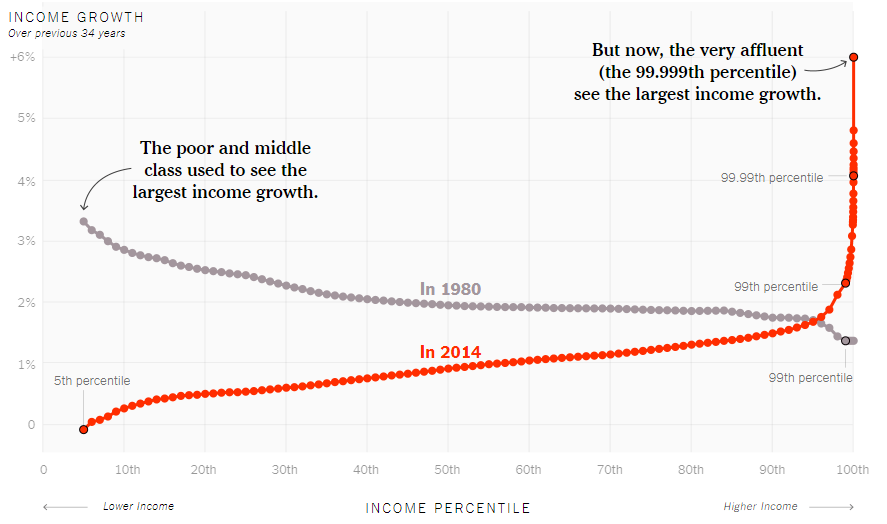 INCOME GROWTH
Over previous 34 years
+6%
5%
4%
3%
2%
1%
0
But now, the very affluent
(the 99.999th percentile)
see the largest income growth.
The poor and middle
class used to see the
largest income growth.
99.99th percentile
99th percentile
In 1980
In 2014
5th percentile
99th percentile
0
10th
20th
30th
40th
50th
60th
70th
80th
90th
100th
Lower Income
INCOME PERCENTILE
Higher Income